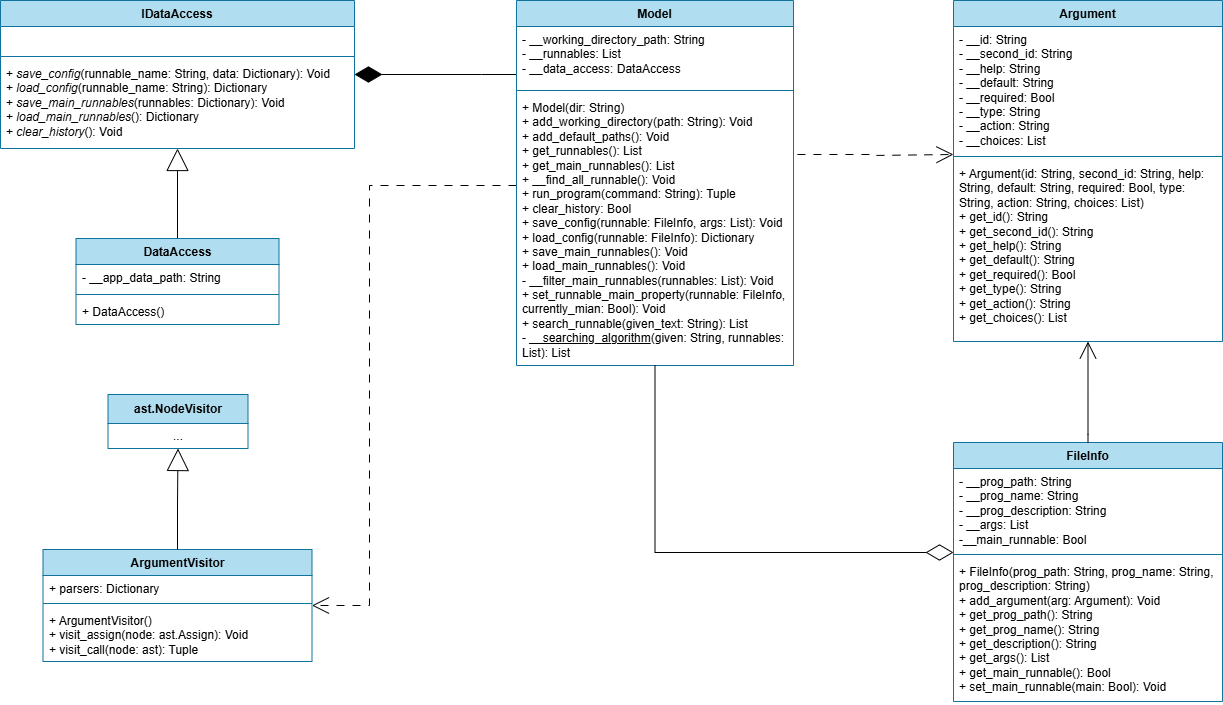 IDataAccess
+ save_config(runnable_name: String, data: Dictionary): Void
+ load_config(runnable_name: String): Dictionary
+ save_main_runnables(runnables: Dictionary): Void
+ load_main_runnables(): Dictionary
+ clear_history(): Void
DataAccess
- __app_data_path: String
+ DataAccess()
ast.NodeVisitor
...
ArgumentVisitor
+ parsers: Dictionary
+ ArgumentVisitor()
+ visit_assign(node: ast.Assign): Void
+ visit_call(node: ast): Tuple
Model
- __working_directory_path: String
- __runnables: List
- __data_access: DataAccess
+ Model(dir: String)
+ add_working_directory(path: String): Void
+ add_default_paths(): Void
+ get_runnables(): List
+ get_main_runnables(): List
+ __find_all_runnable(): Void
+ run_program(command: String): Tuple
+ clear_history: Bool
+ save_config(runnable: FileInfo, args: List): Void
+ load_config(runnable: FileInfo): Dictionary
+ save_main_runnables(): Void
+ load_main_runnables(): Void
- __filter_main_runnables(runnables: List): Void
+ set_runnable_main_property(runnable: FileInfo,
currently_mian: Bool): Void
+ search_runnable(given_text: String): List
- __searching_algorithm(given: String, runnables:
List): List
Argument
- __id: String
- __second_id: String
- __help: String
- __default: String
- __required: Bool
- __type: String
- __action: String
- __choices: List
+ Argument(id: String, second_id: String, help:
String, default: String, required: Bool, type:
String, action: String, choices: List)
+ get_id(): String
+ get_second_id(): String
+ get_help(): String
+ get_default(): String
+ get_required(): Bool
+ get_type(): String
+ get_action(): String
+ get_choices(): List
FileInfo
- __prog_path: String
- __prog_name: String
- __prog_description: String
- __args: List
-__main_runnable: Bool
+ FileInfo(prog_path: String, prog_name: String,
prog_description: String)
+ add_argument(arg: Argument): Void
+ get_prog_path(): String
+ get_prog_name(): String
+ get_description(): String
+ get_args(): List
+ get_main_runnable(): Bool
+ set_main_runnable(main: Bool): Void